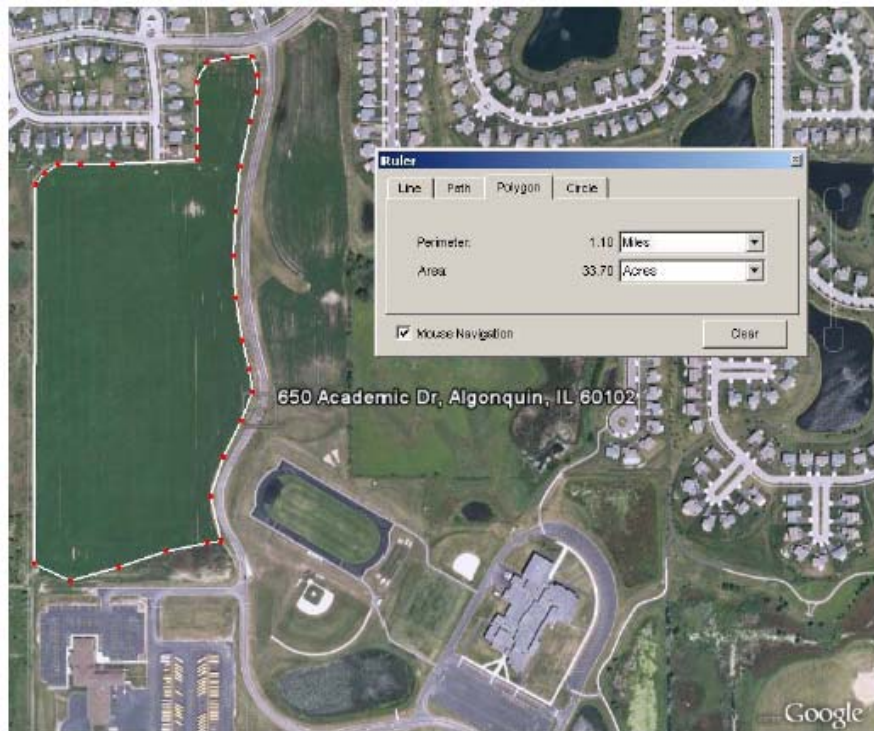 Ruler
Line Path Polygon Circle
Perimeter: 1.10 Miles
Area: 33.70 Acres
Mouse Navigation Clear
650 Academic Dr, Algonquin, IL 60102
Google